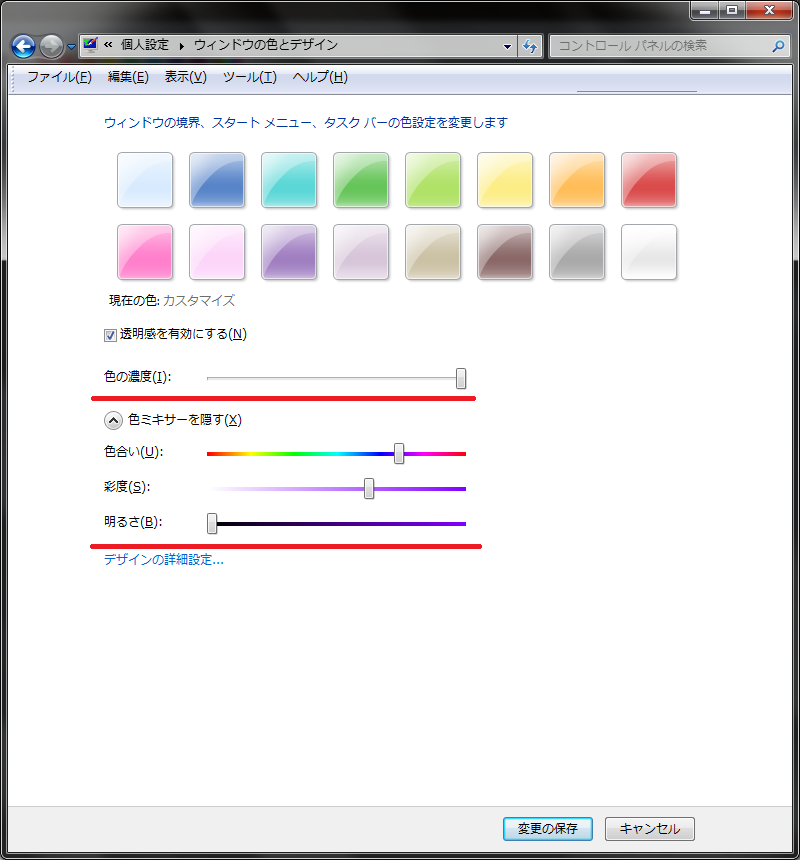 « 個人設定 ▸ ウィンドウの色とデザイン
コントロール パネルの検索
ファイル(F) 編集(E) 表示(V) ツール(T) ヘルプ(H)
ウィンドウの境界、スタート メニュー、タスク バーの色設定を変更します
現在の色: カスタマイズ
透明感を有効にする(N)
色の濃度(I):
色ミキサーを隠す(X)
色合い(U):
彩度(S):
明るさ(B):
デザインの詳細設定...
変更の保存 キャンセル